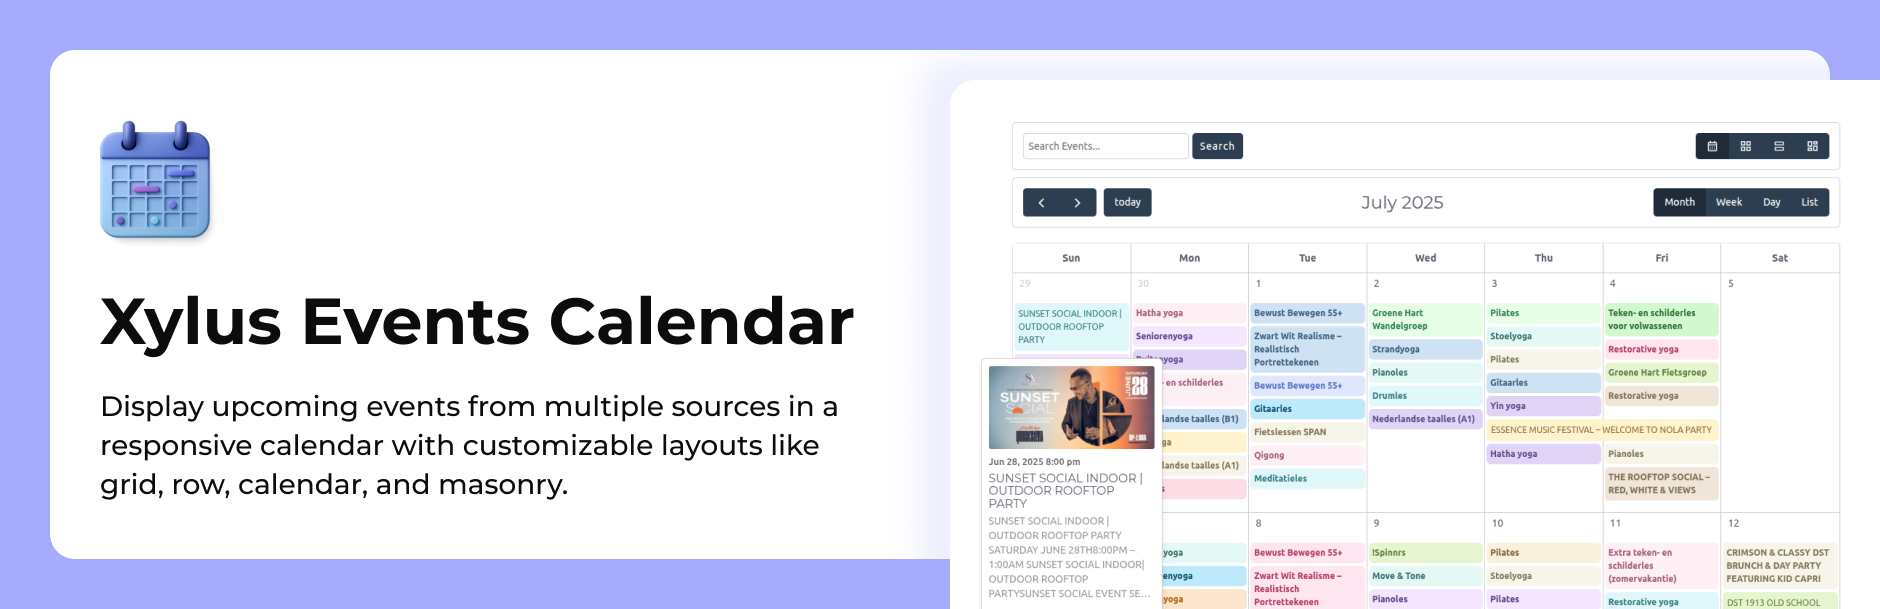 Xylus Events Calendar
Display upcoming events from multiple sources in a
responsive calendar with customizable layouts like
grid, row, calendar, and masonry.
Search Events...
Search
today
July 2025
Month Week Day List
Sun Mon Tue Wed Thu Fri Sat
29
SUNSET SOCIAL INDOOR |
OUTDOOR ROOFTOP
PARTY
30
Hatha yoga
Seniorenyoga
yoga
en schilderles
landse taalles (B1)
landse taalles (A1)
1
Bewust Bewegen 55+
Zwart Wit Realisme –
Realistisch
Portrettekenen
Bewust Bewegen 55+
Gitaarles
Fietslessen SPAN
Qigong
Meditatieles
2
Groene Hart
Wandelgroep
Strandyoga
Pianoles
Drumles
Nederlandse taalles (A1)
3
Pilates
Stoelyoga
Pilates
Gitaarles
Yin yoga
ESSENCE MUSIC FESTIVAL – WELCOME TO NOLA PARTY
Hatha yoga
4
Teken- en schilderles
voor volwassenen
Restorative yoga
Groene Hart Fietsgroep
Restorative yoga
Pianoles
THE ROOFTOP SOCIAL –
RED, WHITE & VIEWS
5
SUNSET
SOCIAL
SATURDAY
JUNE 28
Jun 28, 2025 8:00 pm
SUNSET SOCIAL INDOOR |
OUTDOOR ROOFTOP
PARTY
SUNSET SOCIAL INDOOR |
OUTDOOR ROOFTOP PARTY
SATURDAY JUNE 28TH8:00PM –
1:00AM SUNSET SOCIAL INDOOR|
OUTDOOR ROOFTOP
PARTYSUNSET SOCIAL EVENT SE...
yoga
enyoga
yoga
8
Bewust Bewegen 55+
Zwart Wit Realisme –
Realistisch
Portrettekenen
9
!Spinnrs
Move & Tone
Pianoles
10
Pilates
Stoelyoga
Pilates
11
Extra teken- en
schilderles
(zomervakantie)
Restorative yoga
12
CRIMSON & CLASSY DST
BRUNCH & DAY PARTY
FEATURING KID CAPRI
DST 1913 OLD SCHOOL